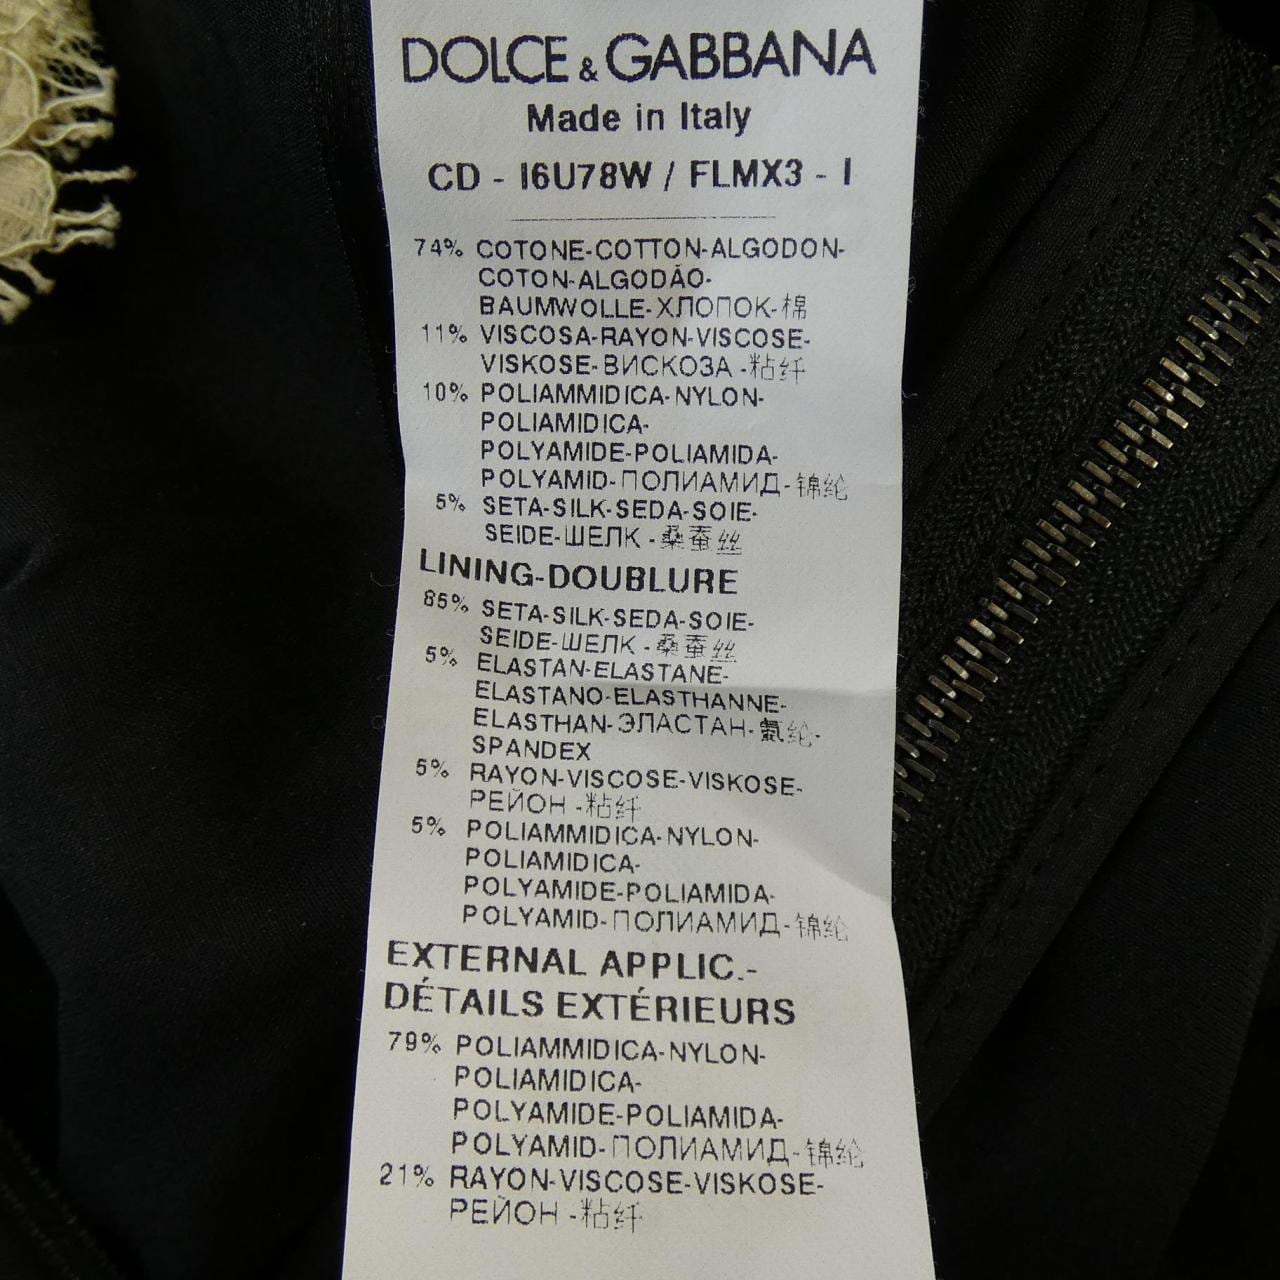 DOLCE & GABBANA
Made in Italy
CD - I6U78W / FLMX3 - I
74% COTONE-COTTON-ALGODON-
COTON-ALGODÃO-
BAUMWOLLE-ХЛОПОК-棉
11% VISCOSA-RAYON-VISCOSE-
VISKOSE-ВИСКОЗА -粘纤
10% POLIAMMIDICA-NYLON-
POLIAMIDICA-
POLYAMIDE-POLIAMIDA-
POLYAMID-ПОЛИАМИД-锦纶
5% SETA-SILK-SEDA-SOIE-
SEIDE-ШЕЛК -桑蚕丝
LINING-DOUBLURE
85% SETA-SILK-SEDA-SOIE-
SEIDE-ШЕЛК -桑蚕丝
5% ELASTAN-ELASTANE-
ELASTANO-ELASTHANNE-
ELASTHAN-ЭЛАСТАН-氨纶-
SPANDEX
5% RAYON-VISCOSE-VISKOSE-
РЕЙОН -粘纤
5% POLIAMMIDICA-NYLON-
POLIAMIDICA-
POLYAMIDE-POLIAMIDA-
POLYAMID-ПОЛИАМИД-锦纶
EXTERNAL APPLIC.-
DÉTAILS EXTÉRIEURS
79% POLIAMMIDICA-NYLON-
POLIAMIDICA-
POLYAMIDE-POLIAMIDA-
POLYAMID-ПОЛИАМИД-锦纶
21% RAYON-VISCOSE-VISKOSE-
РЕЙОН -粘纤